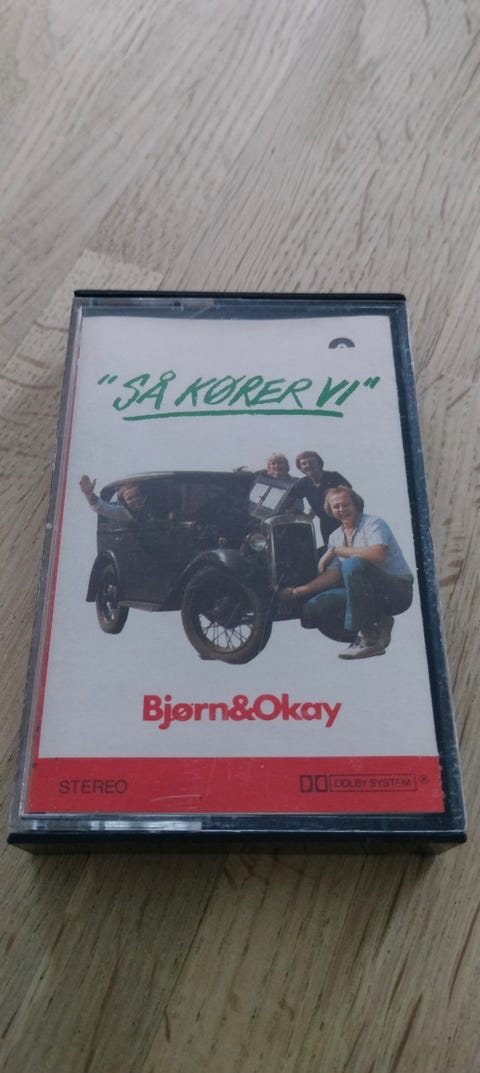 "SÅ KØRER VI"
Bjørn&Okay
STEREO
DOLBY SYSTEM ®